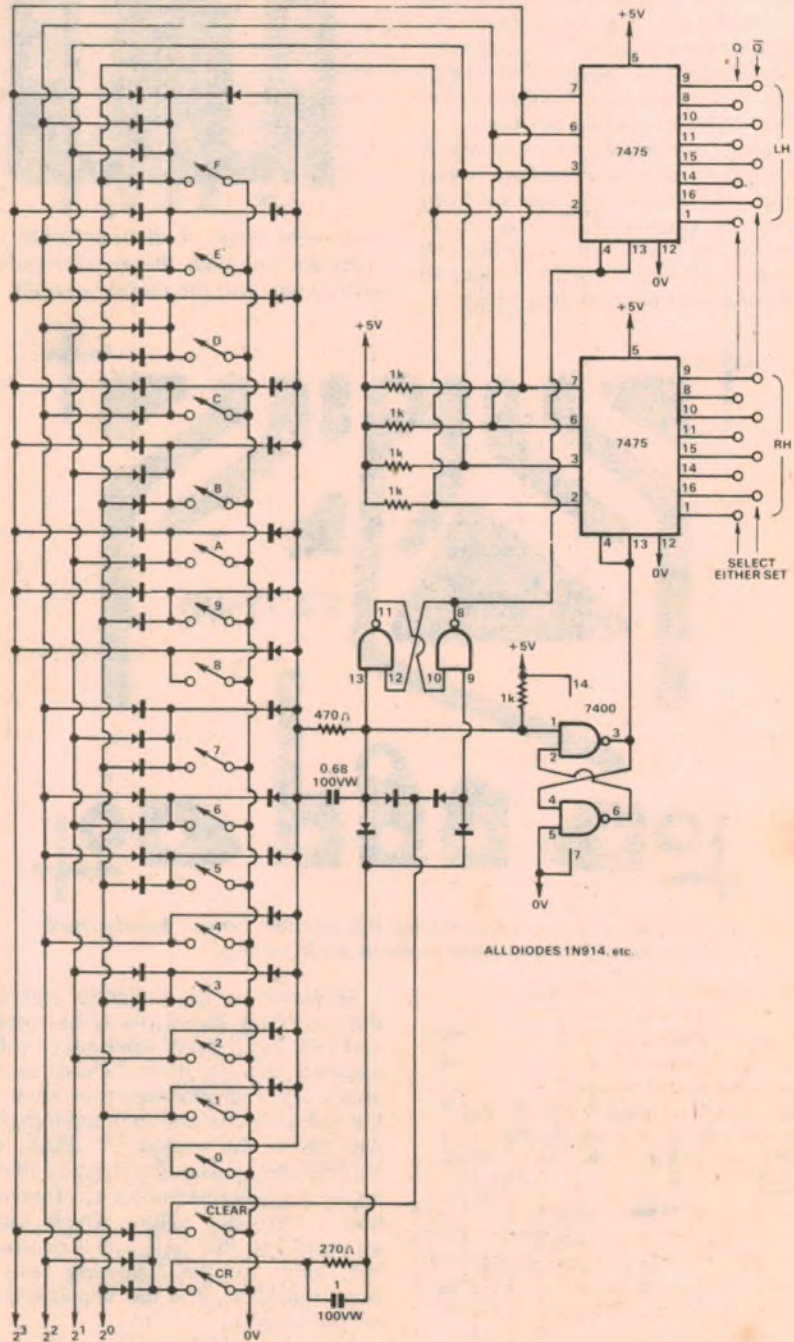 +5V
5
Q
Q̅
7
6
3
2
7475
9
8
10
11
15
14
16
1
LH
4
13
12
0V
F
E
D
C
B
A
9
8
7
6
5
4
3
2
1
0
CLEAR
CR
+5V
1k
1k
1k
1k
+5V
5
7
6
3
2
7475
9
8
10
11
15
14
16
1
RH
4
13
12
0V
SELECT
EITHER SET
11
8
13
12
10
9
+5V
14
1k
7400
1
2
3
4
5
6
7
0V
470Ω
0.68
100VW
ALL DIODES 1N914. etc.
270Ω
1
100VW
2³
2²
2¹
2⁰
0V